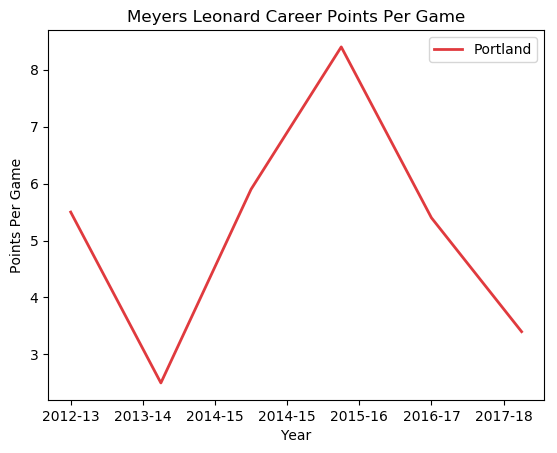 Meyers Leonard Career Points Per Game
Portland
8
7
6
5
4
3
Points Per Game
2012-13 2013-14 2014-15 2014-15 2015-16 2016-17 2017-18
Year